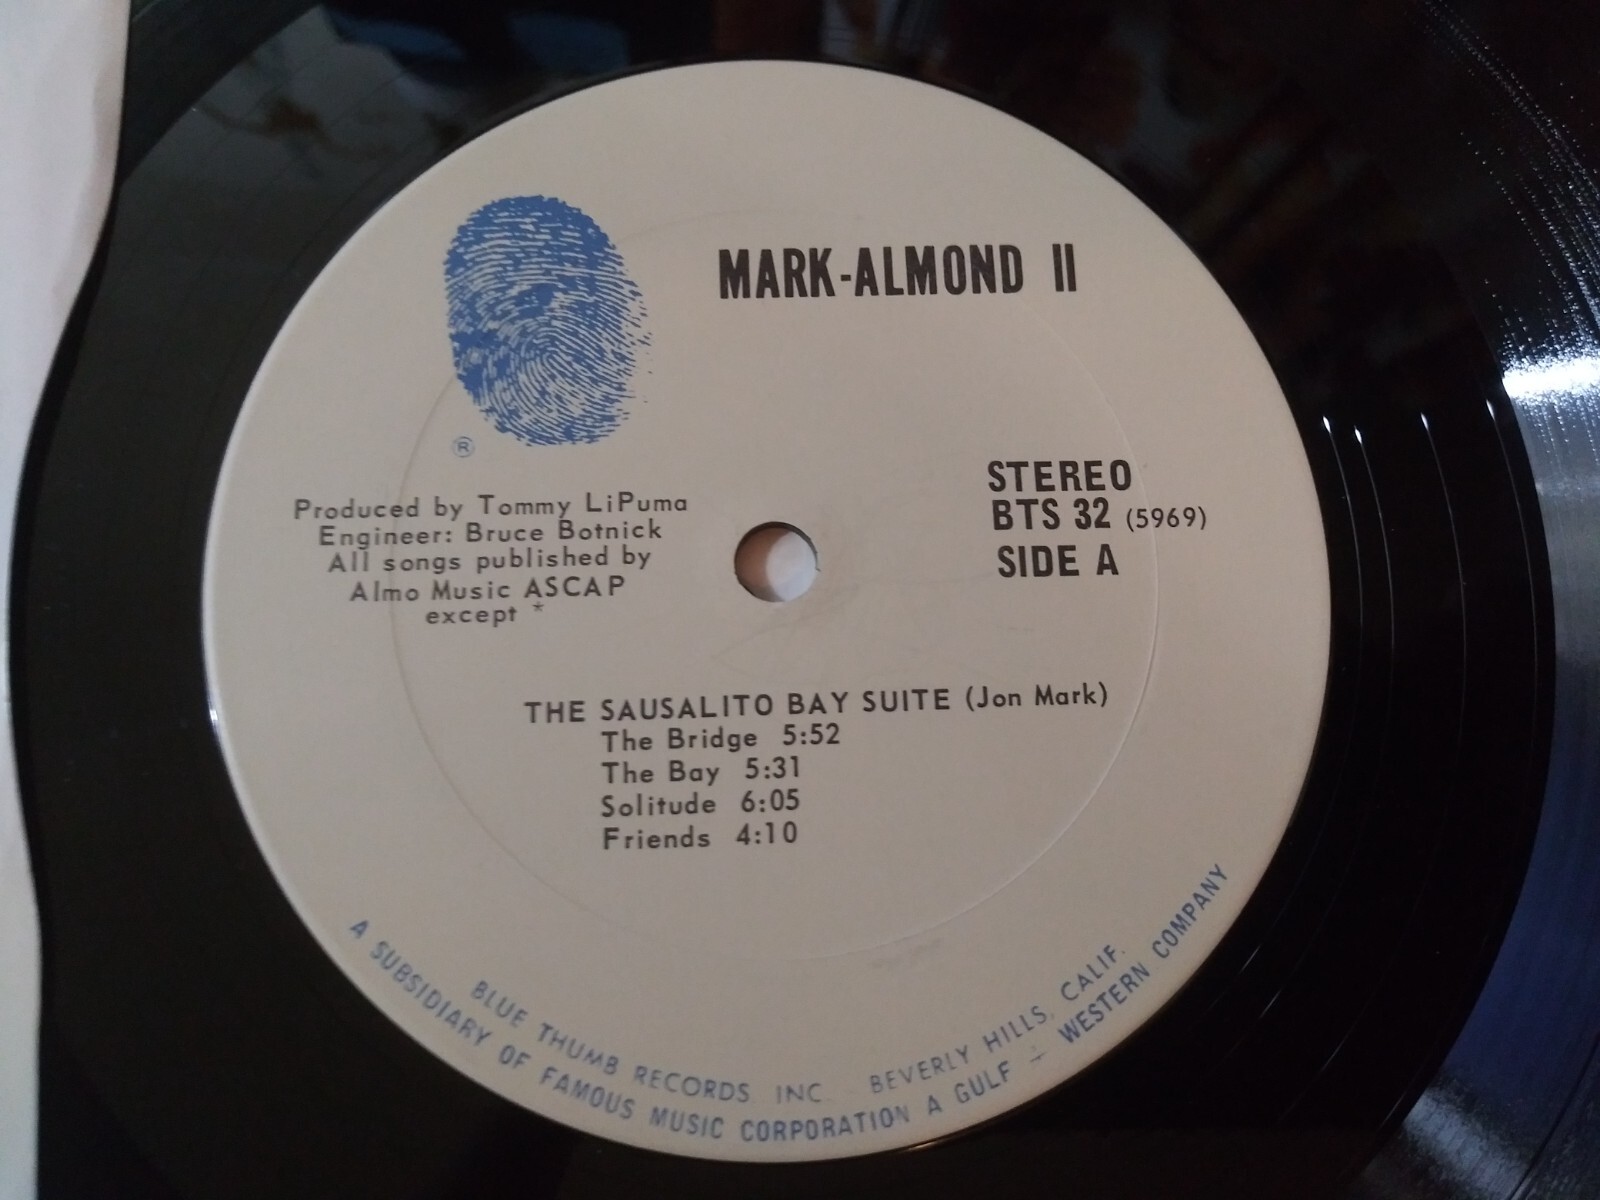 MARK-ALMOND II
®
Produced by Tommy LiPuma
Engineer: Bruce Botnick
All songs published by
Almo Music ASCAP
except *
STEREO
BTS 32 (5969)
SIDE A
THE SAUSALITO BAY SUITE (Jon Mark)
The Bridge 5:52
The Bay 5:31
Solitude 6:05
Friends 4:10
BLUE THUMB RECORDS INC. BEVERLY HILLS, CALIF.
A SUBSIDIARY OF FAMOUS MUSIC CORPORATION A GULF + WESTERN COMPANY